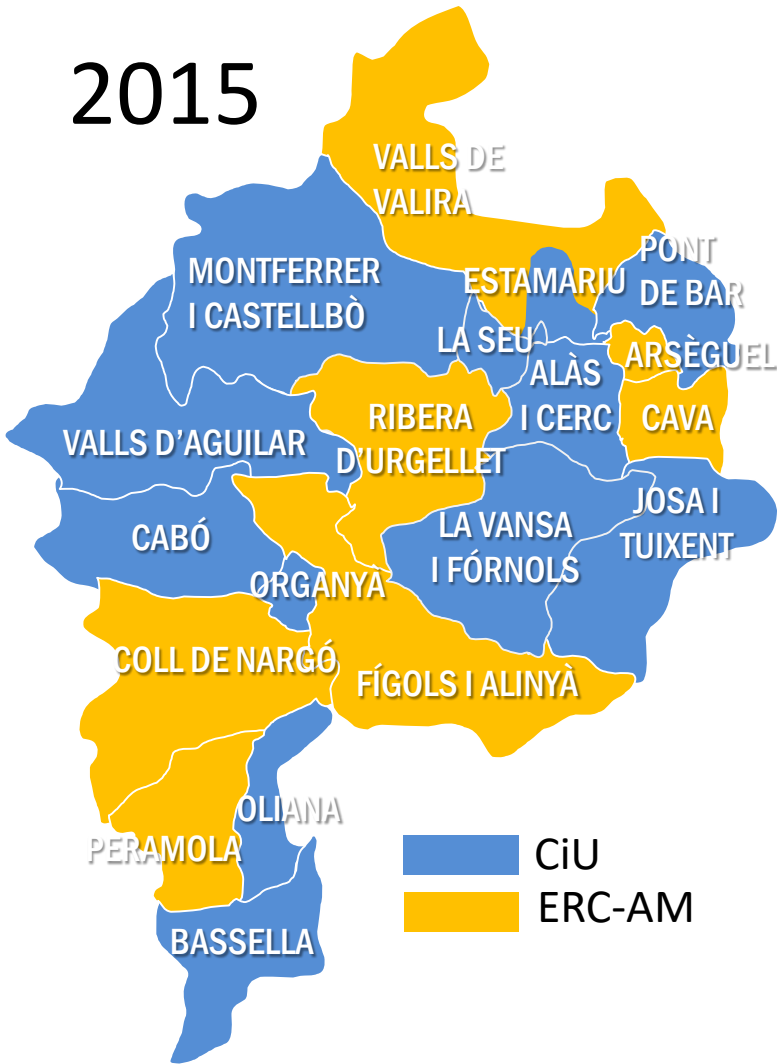 2015
VALLS DE
VALIRA
PONT
DE BAR
MONTFERRER
I CASTELLBÒ
ESTAMARIU
LA SEU
ARSÈGUEL
ALÀS
I CERC
RIBERA
D'URGELLET
CAVA
VALLS D'AGUILAR
JOSA I
TUIXENT
LA VANSA
I FÓRNOLS
CABÓ
ORGANYÀ
COLL DE NARGÓ
FÍGOLS I ALINYÀ
OLIANA
PERAMOLA
CiU
ERC-AM
BASSELLA